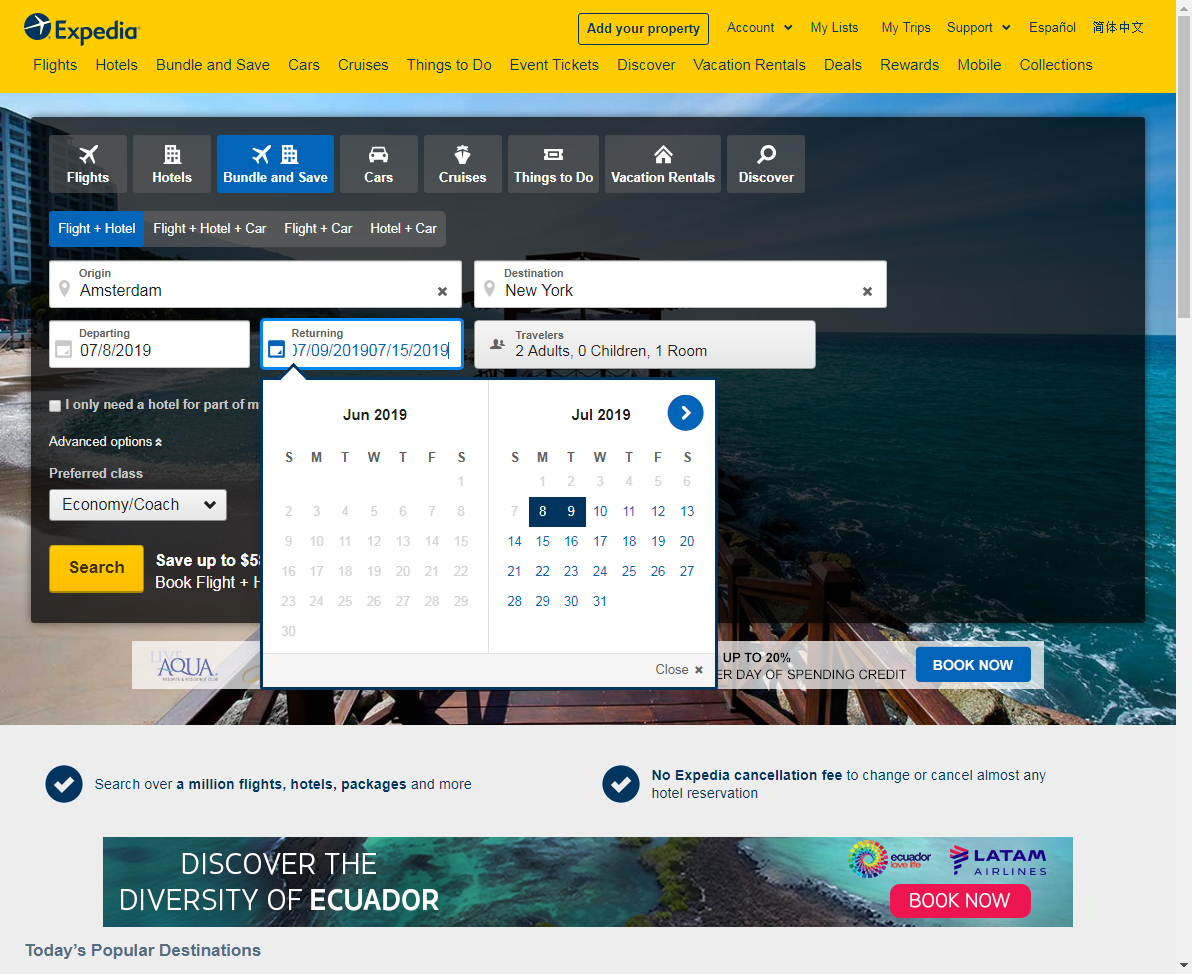 Expedia
Add your property
Account
My Lists
My Trips
Support
Español
简体中文
Flights
Hotels
Bundle and Save
Cars
Cruises
Things to Do
Event Tickets
Discover
Vacation Rentals
Deals
Rewards
Mobile
Collections
Flights
Hotels
Bundle and Save
Cars
Cruises
Things to Do
Vacation Rentals
Discover
Flight + Hotel
Flight + Hotel + Car
Flight + Car
Hotel + Car
Origin
Amsterdam
Destination
New York
Departing
07/8/2019
Returning
07/09/201907/15/2019
Travelers
2 Adults, 0 Children, 1 Room
I only need a hotel for part of m
Advanced options
Preferred class
Economy/Coach
Search
Save up to $5
Book Flight + H
Jun 2019
S M T W T F S
1
2 3 4 5 6 7 8
9 10 11 12 13 14 15
16 17 18 19 20 21 22
23 24 25 26 27 28 29
30
Jul 2019
S M T W T F S
1 2 3 4 5 6
7 8 9 10 11 12 13
14 15 16 17 18 19 20
21 22 23 24 25 26 27
28 29 30 31
Close
LIVE
AQUA
UP TO 20%
ER DAY OF SPENDING CREDIT
BOOK NOW
Search over a million flights, hotels, packages and more
No Expedia cancellation fee to change or cancel almost any
hotel reservation
DISCOVER THE
DIVERSITY OF ECUADOR
ecuador
love life
LATAM
AIRLINES
BOOK NOW
Today's Popular Destinations